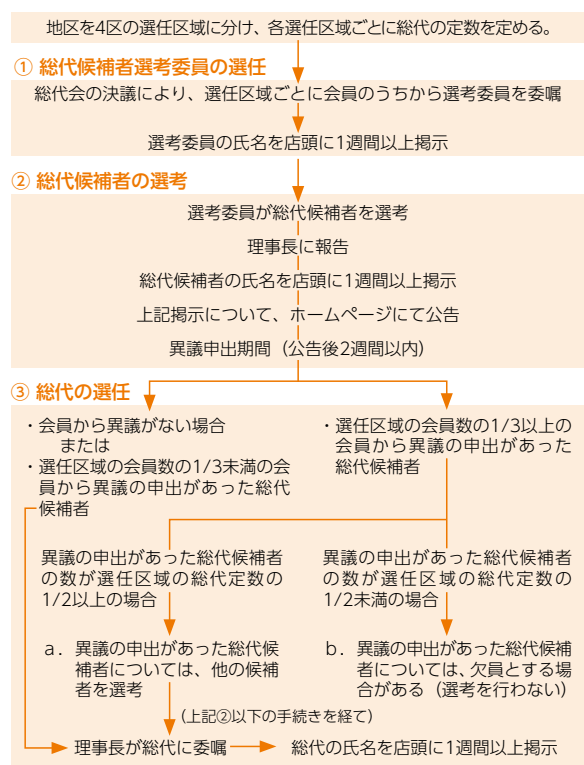 地区を4区の選任区域に分け、各選任区域ごとに総代の定数を定める。
① 総代候補者選考委員の選任
総代会の決議により、選任区域ごとに会員のうちから選考委員を委嘱
選考委員の氏名を店頭に1週間以上掲示
② 総代候補者の選考
選考委員が総代候補者を選考
理事長に報告
総代候補者の氏名を店頭に1週間以上掲示
上記掲示について、ホームページにて公告
異議申出期間（公告後2週間以内）
③ 総代の選任
・会員から異議がない場合
または
・選任区域の会員数の1/3未満の会
員から異議の申出があった総代
候補者
・選任区域の会員数の1/3以上の
会員から異議の申出があった
総代候補者
異議の申出があった総代候補者
の数が選任区域の総代定数の
1/2以上の場合
異議の申出があった総代候補者
の数が選任区域の総代定数の
1/2未満の場合
a．異議の申出があった総代候
補者については、他の候補
者を選考
b．異議の申出があった総代候補
者については、欠員とする場
合がある（選考を行わない）
（上記②以下の手続きを経て）
理事長が総代に委嘱
総代の氏名を店頭に1週間以上掲示